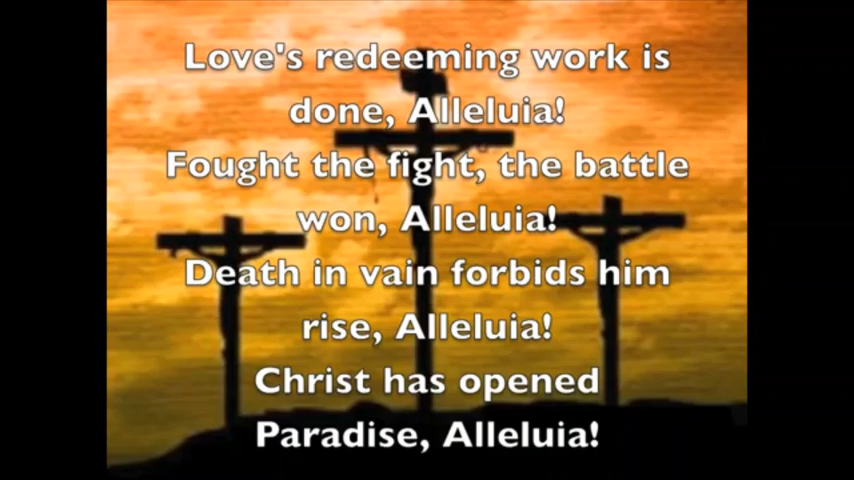 Love's redeeming work is
done, Alleluia!
Fought the fight, the battle
won, Alleluia!
Death in vain forbids him
rise, Alleluia!
Christ has opened
Paradise, Alleluia!